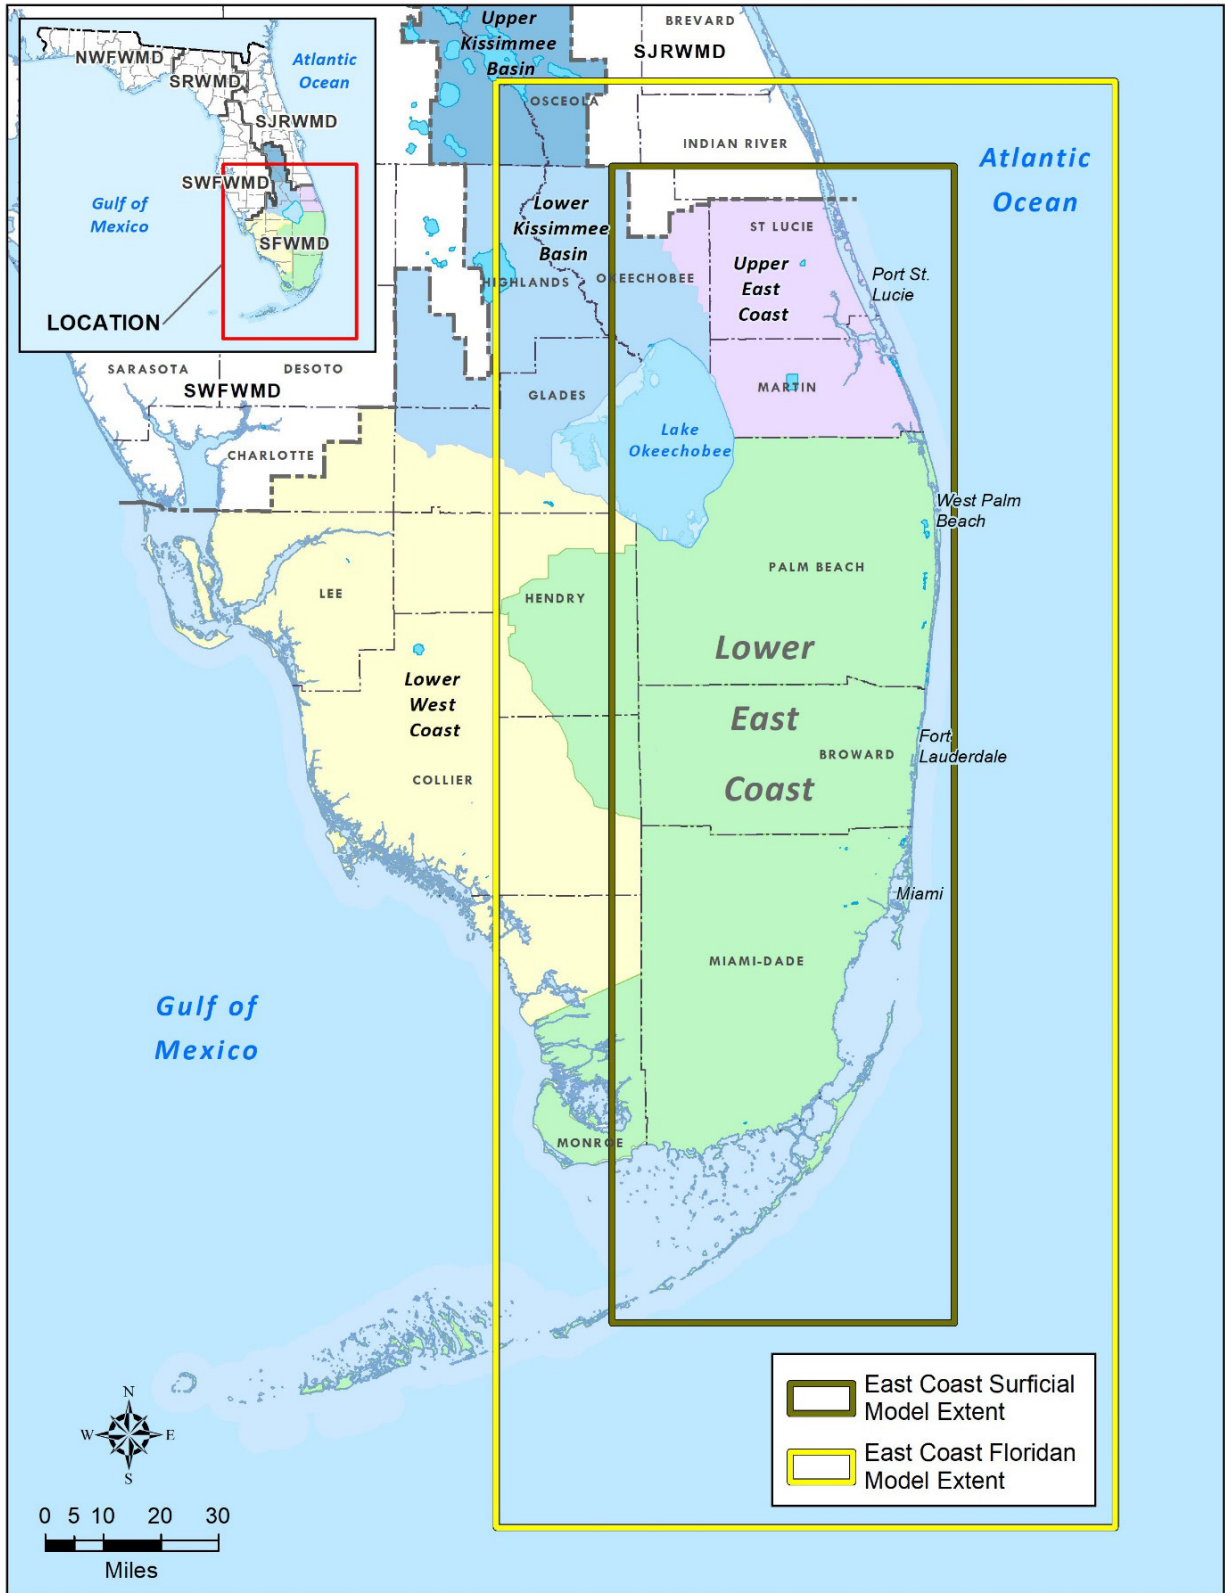 NWFWMD
SRWMD
SJRWMD
SWFWMD
SFWMD
Atlantic
Ocean
Gulf of
Mexico
LOCATION
Upper
Kissimmee
Basin
BREVARD
SJRWMD
OSCEOLA
INDIAN RIVER
Atlantic
Ocean
Lower
Kissimmee
Basin
ST LUCIE
HIGHLANDS
OKEECHOBEE
Upper
East
Coast
Port St.
Lucie
SARASOTA
DESOTO
SWFWMD
GLADES
MARTIN
Lake
Okeechobee
CHARLOTTE
West Palm
Beach
PALM BEACH
LEE
HENDRY
Lower
East
Coast
Lower
West
Coast
COLLIER
BROWARD
Fort
Lauderdale
Miami
MIAMI-DADE
Gulf of
Mexico
MONROE
East Coast Surficial
Model Extent
East Coast Floridan
Model Extent
N
W E
S
0 5 10 20 30
Miles